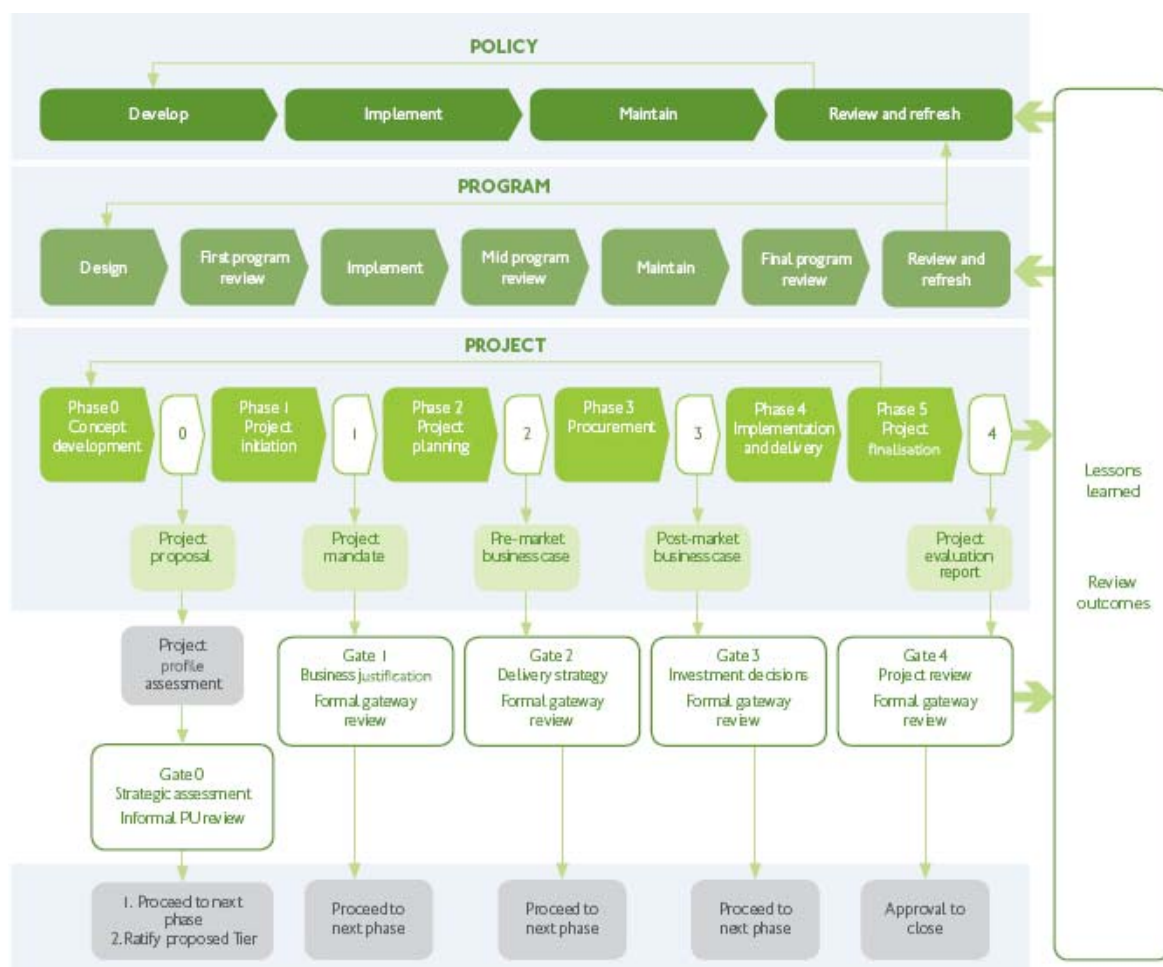 POLICY
Develop
Implement
Maintain
Review and refresh
PROGRAM
Design
First program
review
Implement
Mid program
review
Maintain
Final program
review
Review and
refresh
PROJECT
Phase 0
Concept
development
0
Phase 1
Project
initiation
1
Phase 2
Project
planning
2
Phase 3
Procurement
3
Phase 4
Implementation
and delivery
Phase 5
Project
finalisation
4
Project
proposal
Project
mandate
Pre-market
business case
Post-market
business case
Project
evaluation
report
Project
profile
assessment
Gate 1
Business justification
Formal gateway
review
Gate 2
Delivery strategy
Formal gateway
review
Gate 3
Investment decisions
Formal gateway
review
Gate 4
Project review
Formal gateway
review
Gate 0
Strategic assessment
Informal PU review
1. Proceed to next
phase
2. Ratify proposed Tier
Proceed to
next phase
Proceed to
next phase
Proceed to
next phase
Approval to
close
Lessons
learned
Review
outcomes